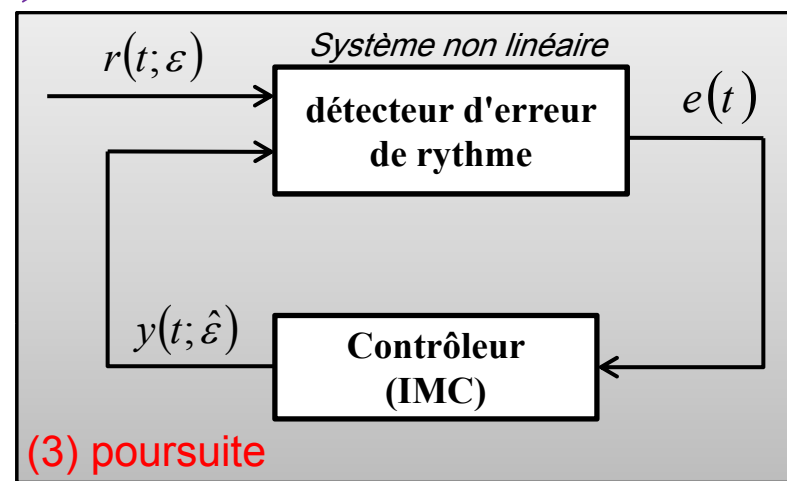 Système non linéaire
r(t; ε)
détecteur d'erreur
de rythme
e(t)
y(t; ε̂)
Contrôleur
(IMC)
(3) poursuite